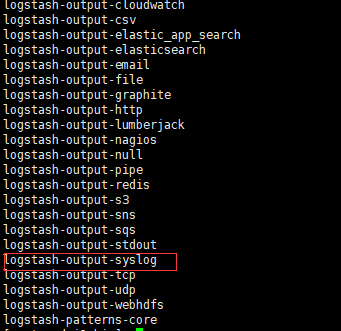 logstash-output-cloudwatch
logstash-output-csv
logstash-output-elastic_app_search
logstash-output-elasticsearch
logstash-output-email
logstash-output-file
logstash-output-graphite
logstash-output-http
logstash-output-lumberjack
logstash-output-nagios
logstash-output-null
logstash-output-pipe
logstash-output-redis
logstash-output-s3
logstash-output-sns
logstash-output-sqs
logstash-output-stdout
logstash-output-syslog
logstash-output-tcp
logstash-output-udp
logstash-output-webhdfs
logstash-patterns-core